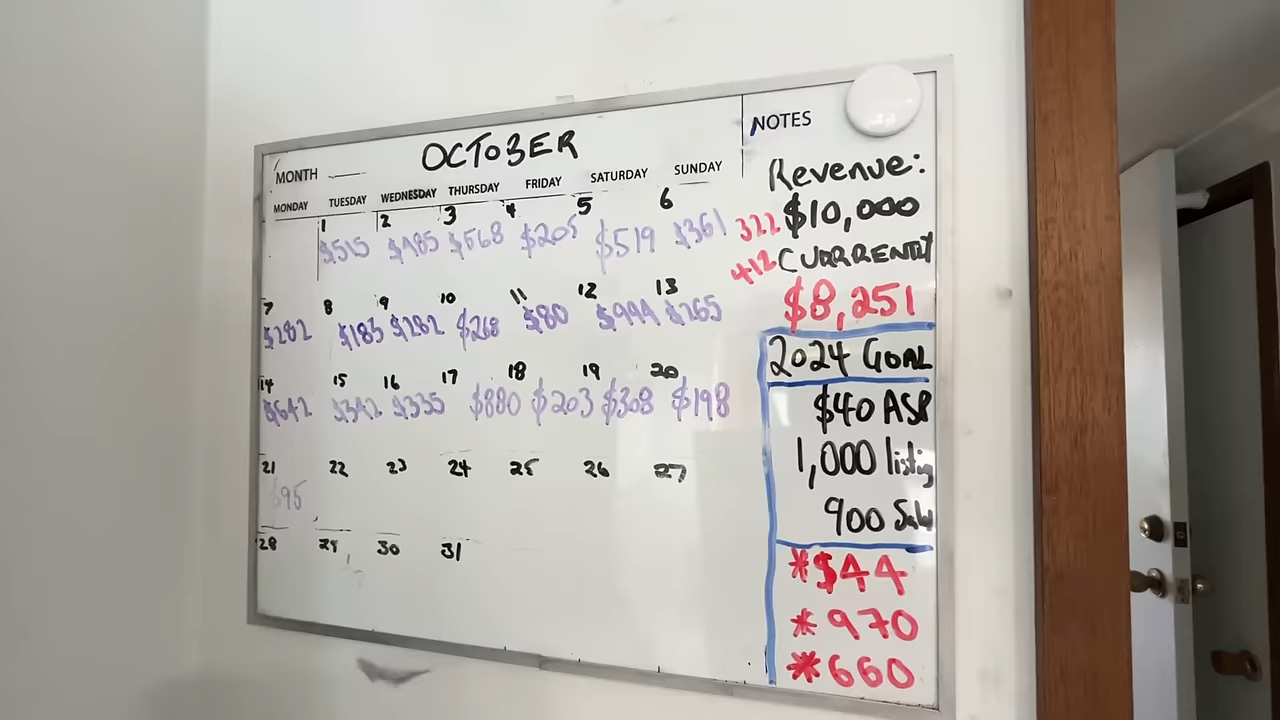 OCTOBER
MONTH
MONDAY TUESDAY WEDNESDAY THURSDAY FRIDAY SATURDAY SUNDAY
1 2 3 4 5 6
$515 $485 $568 $205 $519 $361
7 8 9 10 11 12 13
$282 $183 $282 $268 $80 $994 $265
14 15 16 17 18 19 20
$642 $342 $335 $880 $203 $308 $198
21 22 23 24 25 26 27
$95
28 29 30 31
NOTES
Revenue:
322 $10,000
412 CURRENTLY
$8,251
2024 GOAL
$40 ASP
1,000 listing
900 Sale
*$44
*970
*660